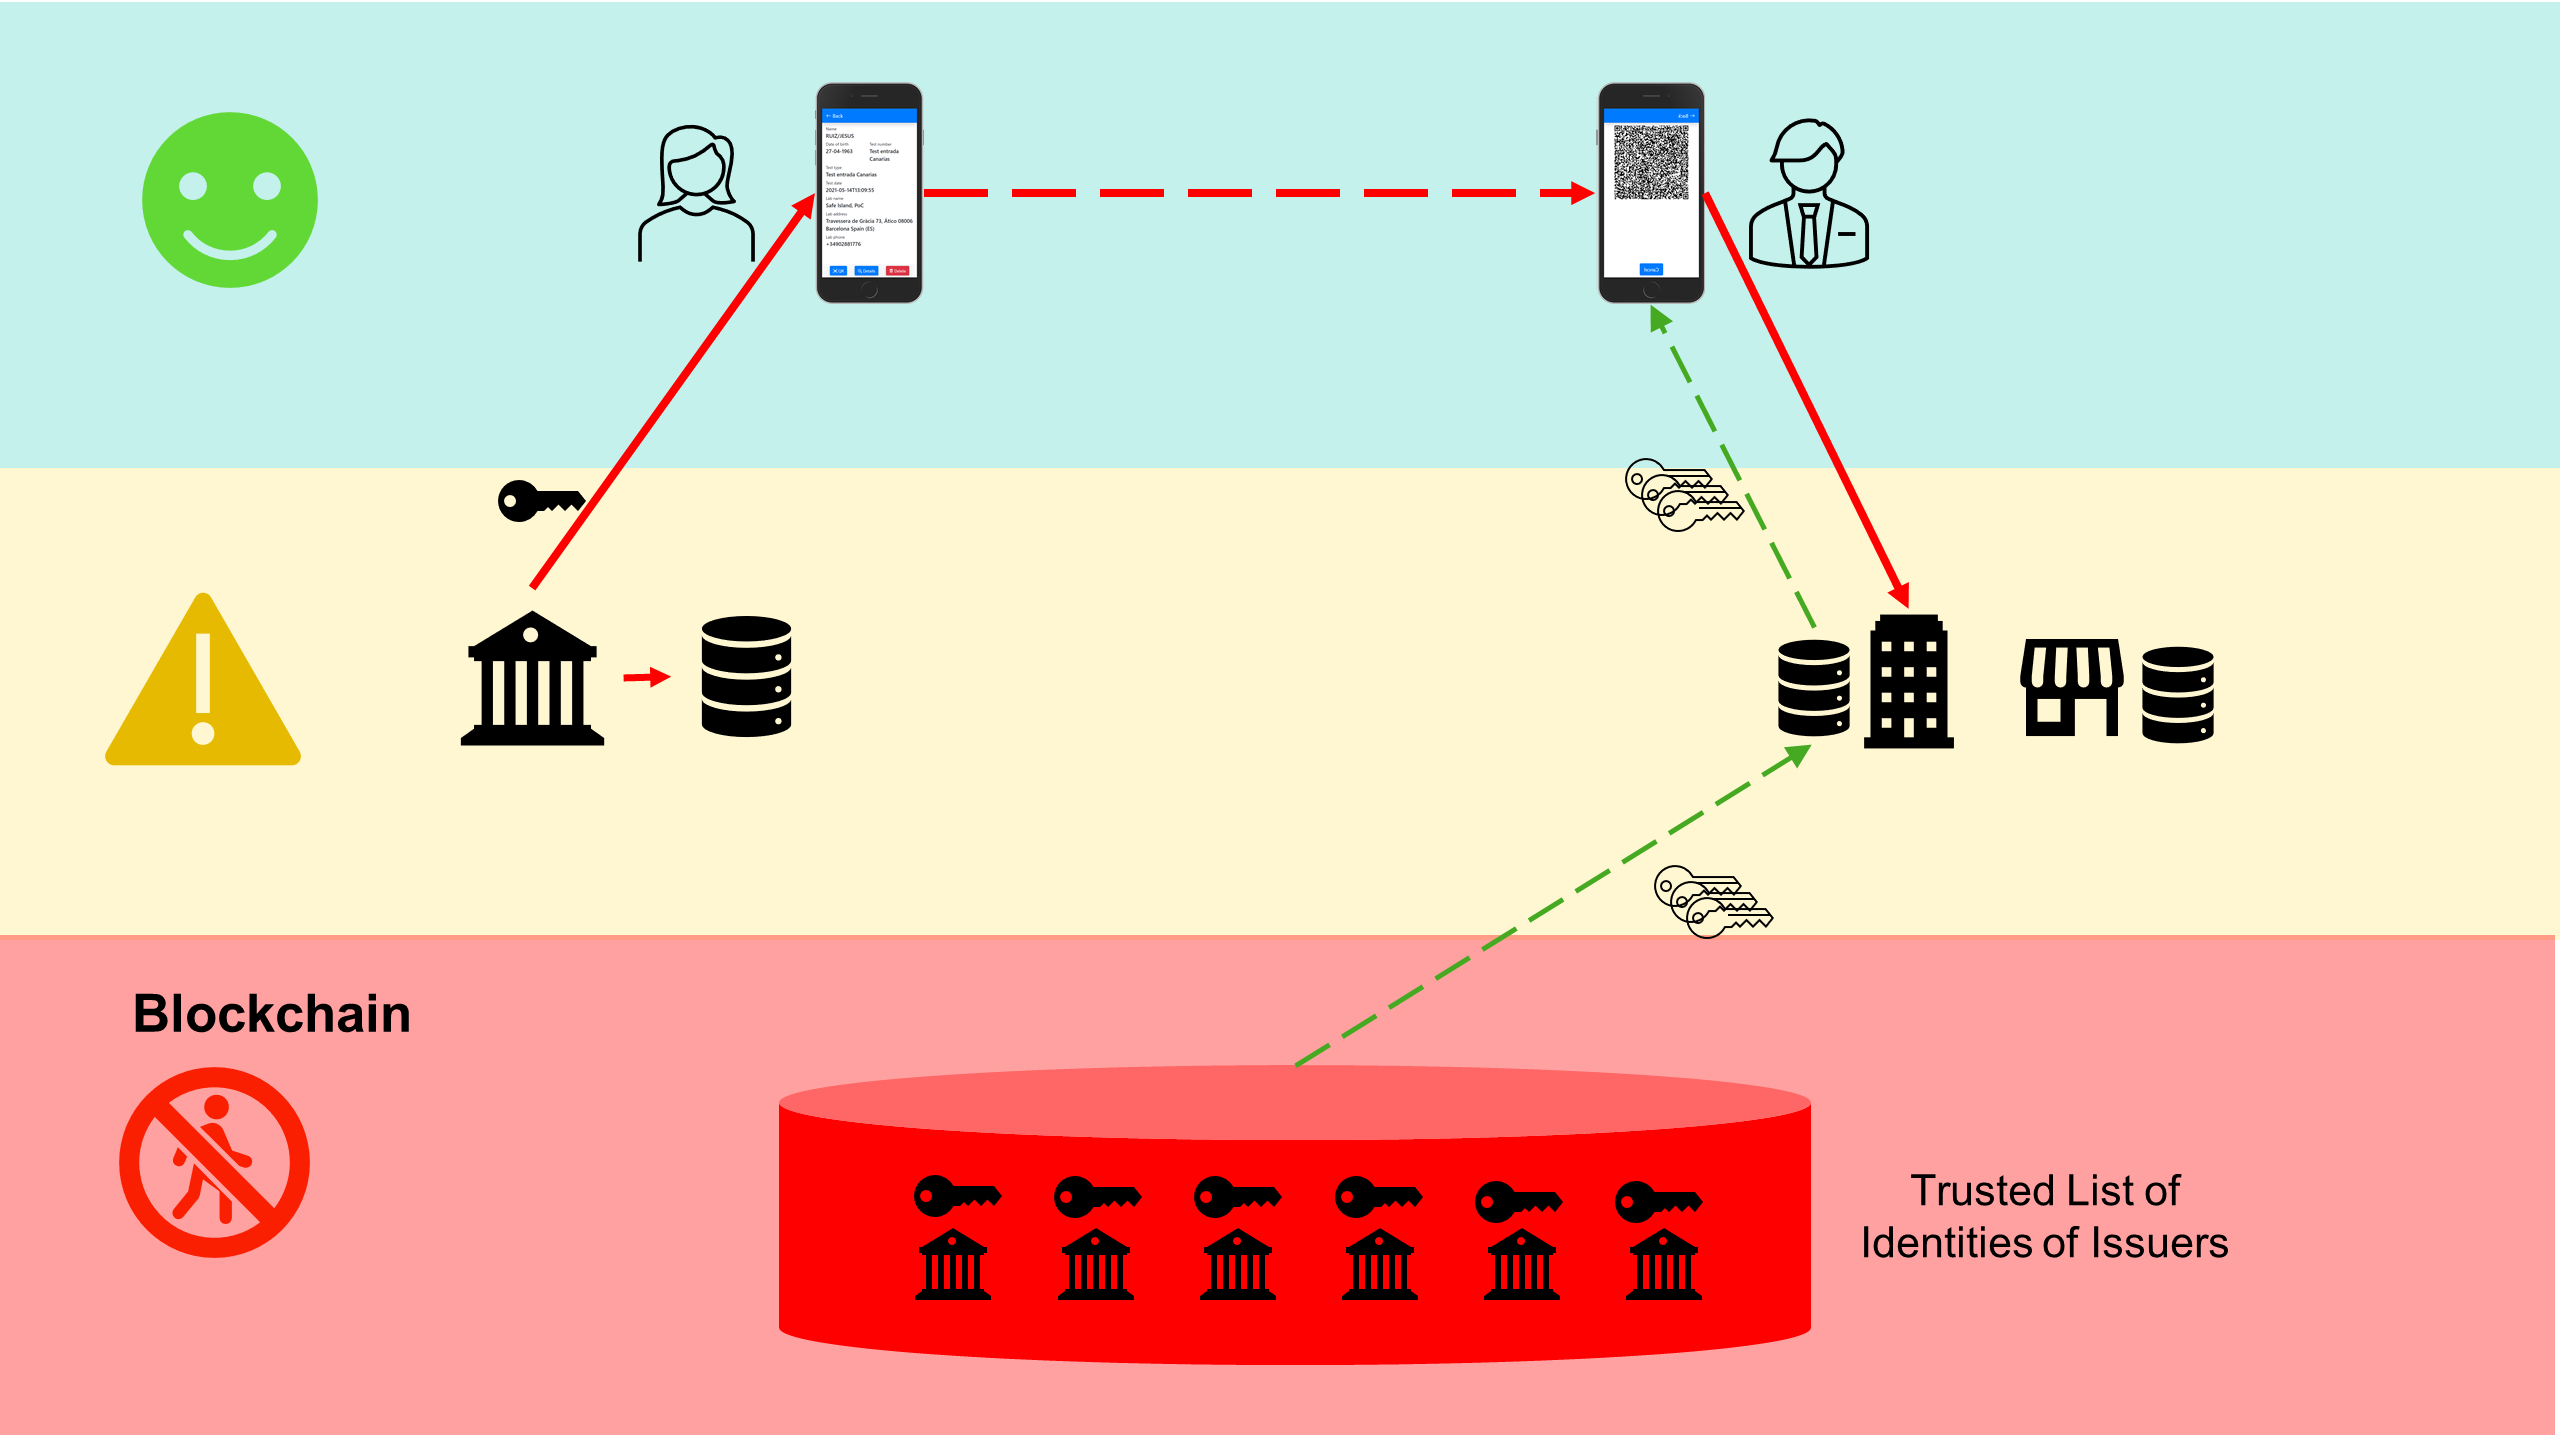 ← Back
Name
RUIZ/JESUS
Date of birth Test number
27-04-1963 Test entrada
Canarias
Test type
Test entrada Canarias
Test date
2021-05-14T13:09:55
Lab name
Safe Island, PoC
Lab address
Travessera de Gràcia 73, Ático 08006
Barcelona Spain (ES)
Lab phone
+34902881776
QR Details Delete
Blockchain
Trusted List of
Identities of Issuers